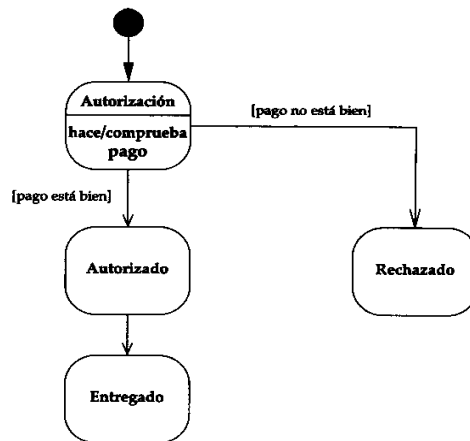 Autorización
[pago no está bien]
hace/comprueba
pago
[pago está bien]
Autorizado
Rechazado
Entregado